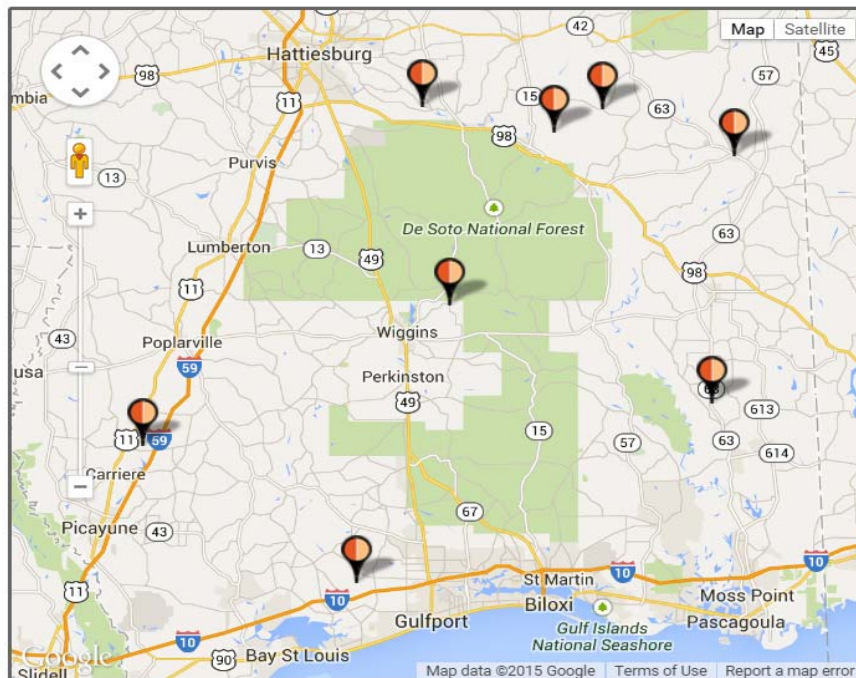 Map
Satellite
42
Hattiesburg
57
45
98
15
mbia
11
63
98
Purvis
13
De Soto National Forest
63
Lumberton
13
49
98
11
43
Poplarville
Wiggins
usa
59
Perkinston
63
49
613
11
59
15
57
63
614
Carriere
67
Picayune
43
10
St Martin
10
11
10
Moss Point
Gulfport
Biloxi
Pascagoula
10
Gulf Islands
National Seashore
Google
90
Bay St Louis
Slidell
Map data ©2015 Google
Terms of Use
Report a map error